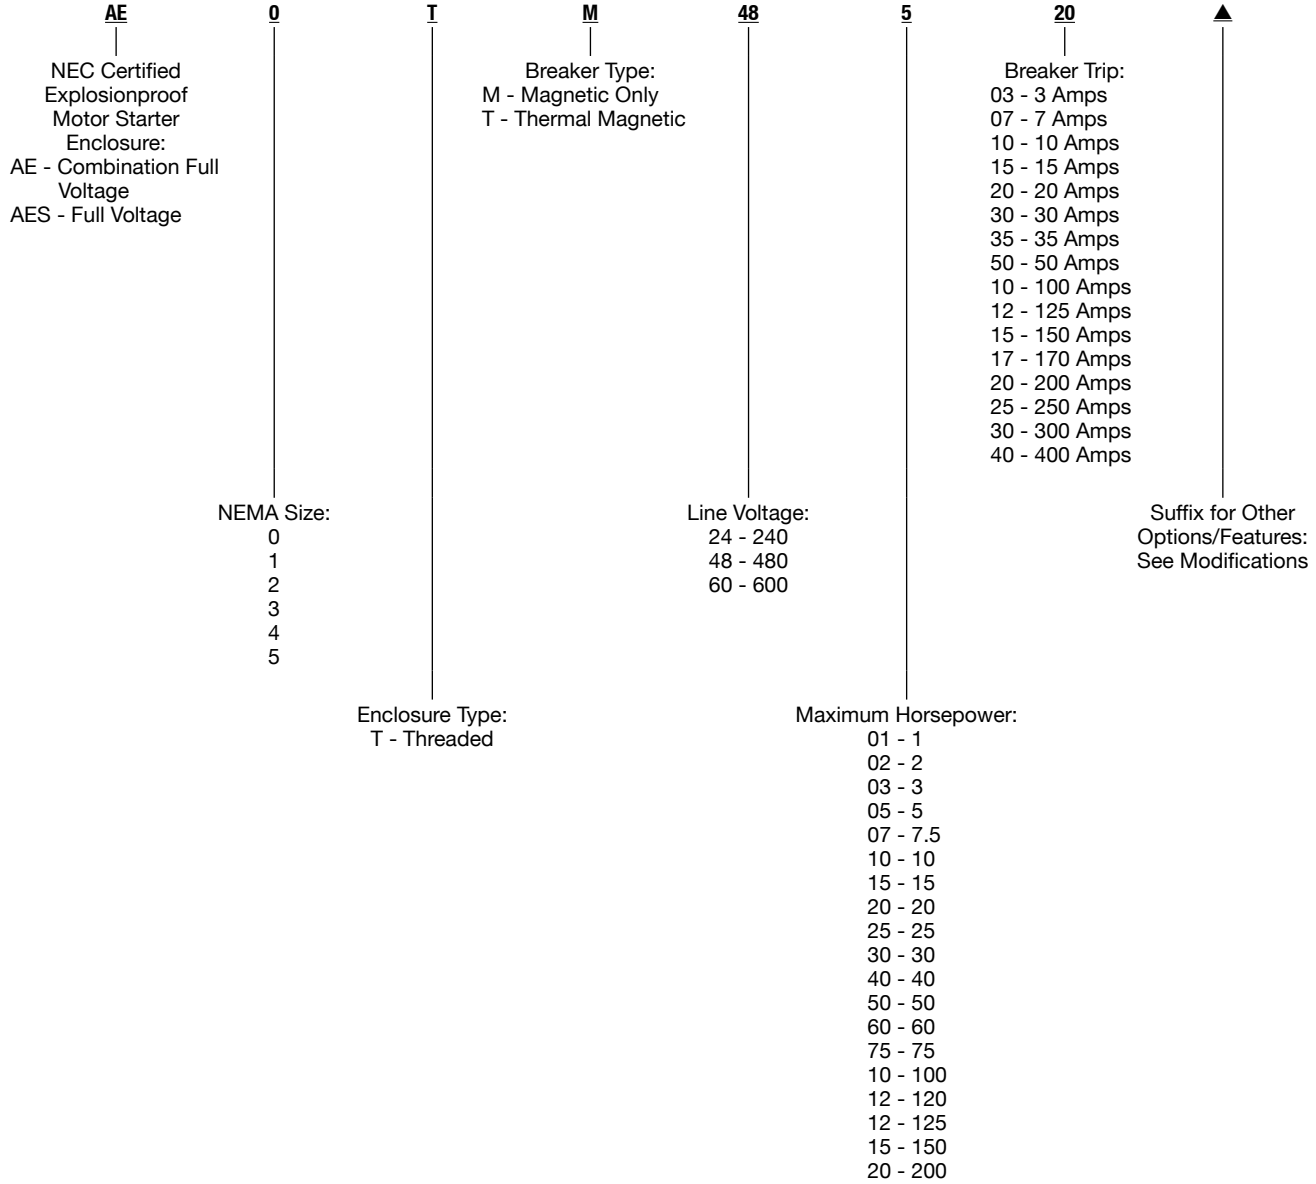 AE 0 T M 48 5 20 ▲
NEC Certified
Explosionproof
Motor Starter
Enclosure:
AE - Combination Full
Voltage
AES - Full Voltage
Breaker Type:
M - Magnetic Only
T - Thermal Magnetic
Breaker Trip:
03 - 3 Amps
07 - 7 Amps
10 - 10 Amps
15 - 15 Amps
20 - 20 Amps
30 - 30 Amps
35 - 35 Amps
50 - 50 Amps
10 - 100 Amps
12 - 125 Amps
15 - 150 Amps
17 - 170 Amps
20 - 200 Amps
25 - 250 Amps
30 - 300 Amps
40 - 400 Amps
NEMA Size:
0
1
2
3
4
5
Line Voltage:
24 - 240
48 - 480
60 - 600
Suffix for Other
Options/Features:
See Modifications
Enclosure Type:
T - Threaded
Maximum Horsepower:
01 - 1
02 - 2
03 - 3
05 - 5
07 - 7.5
10 - 10
15 - 15
20 - 20
25 - 25
30 - 30
40 - 40
50 - 50
60 - 60
75 - 75
10 - 100
12 - 120
12 - 125
15 - 150
20 - 200